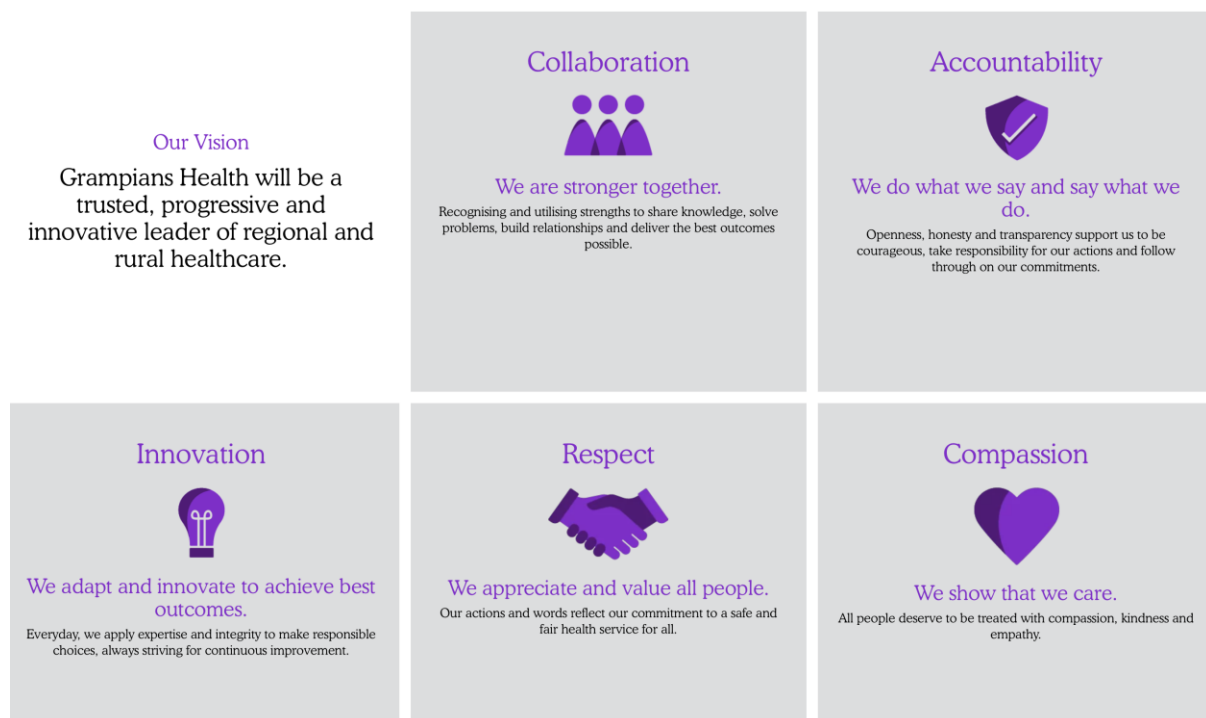 Our Vision
Grampians Health will be a
trusted, progressive and
innovative leader of regional and
rural healthcare.
Collaboration
We are stronger together.
Recognising and utilising strengths to share knowledge, solve
problems, build relationships and deliver the best outcomes
possible.
Accountability
We do what we say and say what we
do.
Openness, honesty and transparency support us to be
courageous, take responsibility for our actions and follow
through on our commitments.
Innovation
We adapt and innovate to achieve best
outcomes.
Everyday, we apply expertise and integrity to make responsible
choices, always striving for continuous improvement.
Respect
We appreciate and value all people.
Our actions and words reflect our commitment to a safe and
fair health service for all.
Compassion
We show that we care.
All people deserve to be treated with compassion, kindness and
empathy.